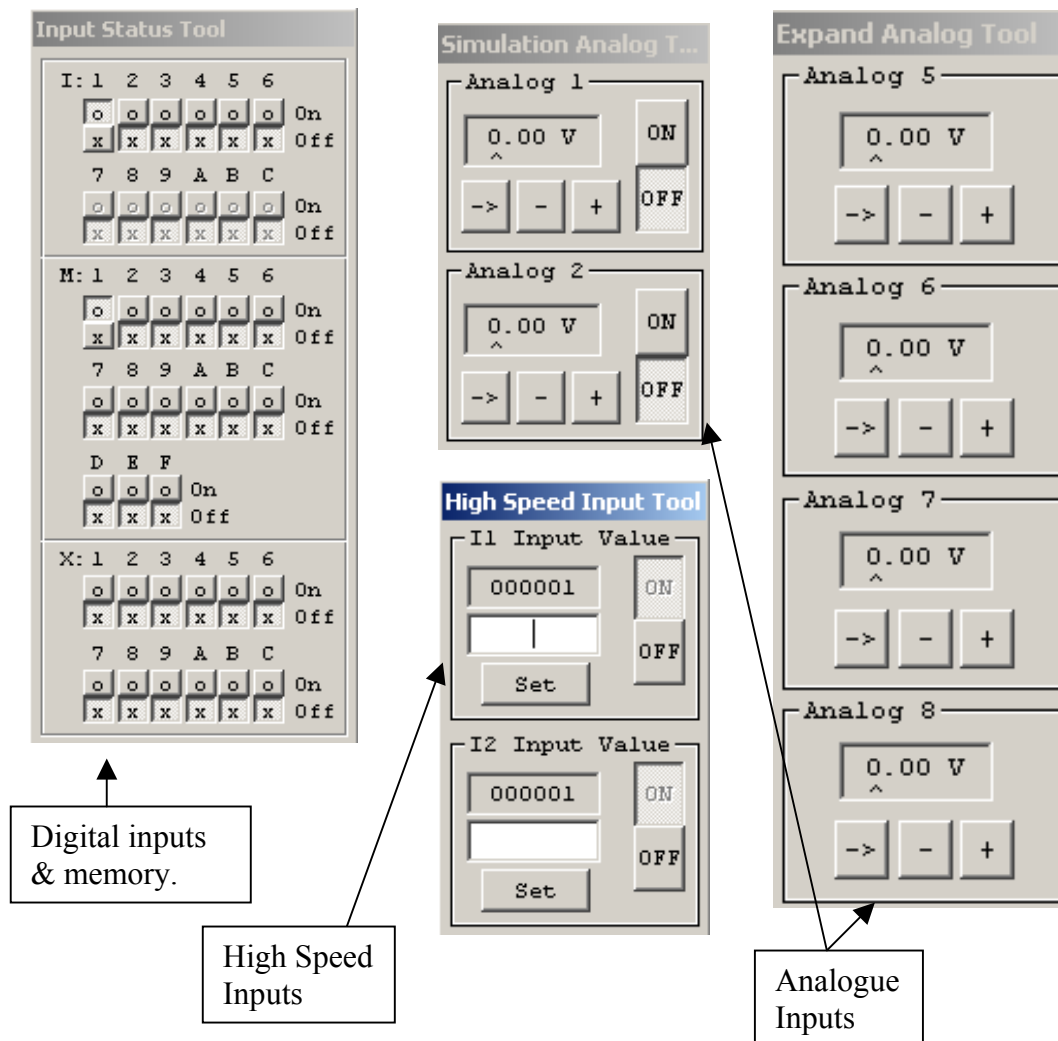 Input Status Tool
I: 1 2 3 4 5 6
o o o o o o On
x x x x x x Off
7 8 9 A B C
o o o o o o On
x x x x x x Off
M: 1 2 3 4 5 6
o o o o o o On
x x x x x x Off
7 8 9 A B C
o o o o o o On
x x x x x x Off
D E F
o o o On
x x x Off
X: 1 2 3 4 5 6
o o o o o o On
x x x x x x Off
7 8 9 A B C
o o o o o o On
x x x x x x Off
Digital inputs
& memory.
Simulation Analog T...
Analog 1
0.00 V
^
ON
-> - + OFF
Analog 2
0.00 V
^
ON
-> - + OFF
High Speed Input Tool
I1 Input Value
000001 ON
OFF
Set
I2 Input Value
000001 ON
OFF
Set
High Speed
Inputs
Expand Analog Tool
Analog 5
0.00 V
^
-> - +
Analog 6
0.00 V
^
-> - +
Analog 7
0.00 V
^
-> - +
Analog 8
0.00 V
^
-> - +
Analogue
Inputs